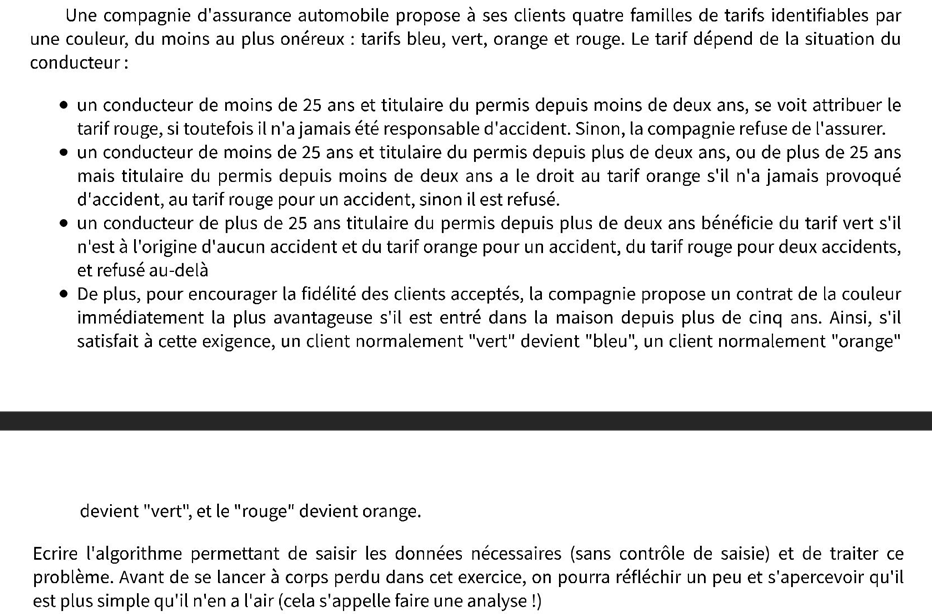 Une compagnie d'assurance automobile propose à ses clients quatre familles de tarifs identifiables par
une couleur, du moins au plus onéreux : tarifs bleu, vert, orange et rouge. Le tarif dépend de la situation du
conducteur :
● un conducteur de moins de 25 ans et titulaire du permis depuis moins de deux ans, se voit attribuer le
tarif rouge, si toutefois il n'a jamais été responsable d'accident. Sinon, la compagnie refuse de l'assurer.
● un conducteur de moins de 25 ans et titulaire du permis depuis plus de deux ans, ou de plus de 25 ans
mais titulaire du permis depuis moins de deux ans a le droit au tarif orange s'il n'a jamais provoqué
d'accident, au tarif rouge pour un accident, sinon il est refusé.
● un conducteur de plus de 25 ans titulaire du permis depuis plus de deux ans bénéficie du tarif vert s'il
n'est à l'origine d'aucun accident et du tarif orange pour un accident, du tarif rouge pour deux accidents,
et refusé au-delà
● De plus, pour encourager la fidélité des clients acceptés, la compagnie propose un contrat de la couleur
immédiatement la plus avantageuse s'il est entré dans la maison depuis plus de cinq ans. Ainsi, s'il
satisfait à cette exigence, un client normalement "vert" devient "bleu", un client normalement "orange"
devient "vert", et le "rouge" devient orange.
Ecrire l'algorithme permettant de saisir les données nécessaires (sans contrôle de saisie) et de traiter ce
problème. Avant de se lancer à corps perdu dans cet exercice, on pourra réfléchir un peu et s'apercevoir qu'il
est plus simple qu'il n'en a l'air (cela s'appelle faire une analyse !)